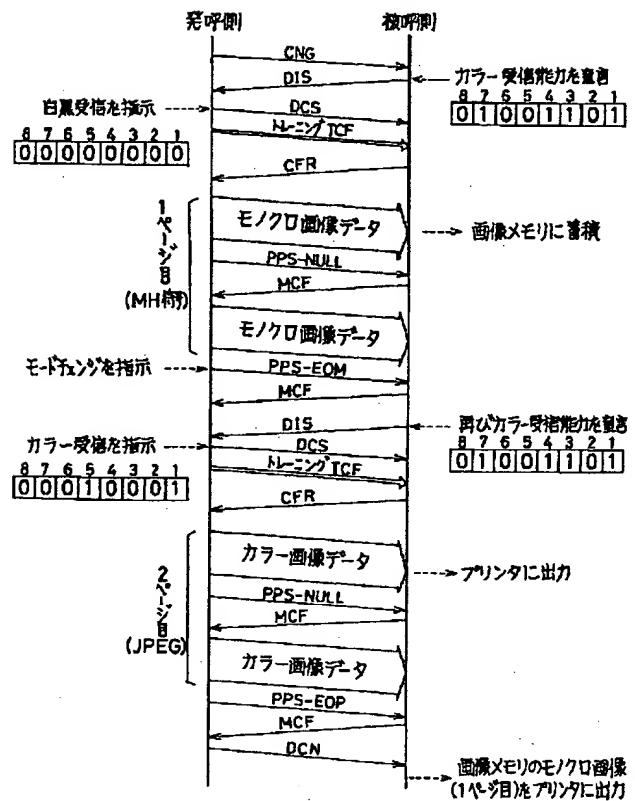 発呼側 被呼側
CNG
DIS
カラー受信能力を宣言
8 7 6 5 4 3 2 1
0 1 0 0 1 1 0 1
白黒受信を指示
8 7 6 5 4 3 2 1
0 0 0 0 0 0 0 0
DCS
トレーニングTCF
CFR
1ページ目
(MH符号)
モノクロ画像データ
画像メモリに蓄積
PPS-NULL
MCF
モノクロ画像データ
モードチェンジを指示
PPS-EOM
MCF
DIS
再びカラー受信能力を宣言
8 7 6 5 4 3 2 1
0 1 0 0 1 1 0 1
カラー受信を指示
8 7 6 5 4 3 2 1
0 0 0 1 0 0 0 1
DCS
トレーニングTCF
CFR
2ページ目
(JPEG)
カラー画像データ
プリンタに出力
PPS-NULL
MCF
カラー画像データ
PPS-EOP
MCF
DCN
画像メモリのモノクロ画像
(1ページ目)をプリンタに出力